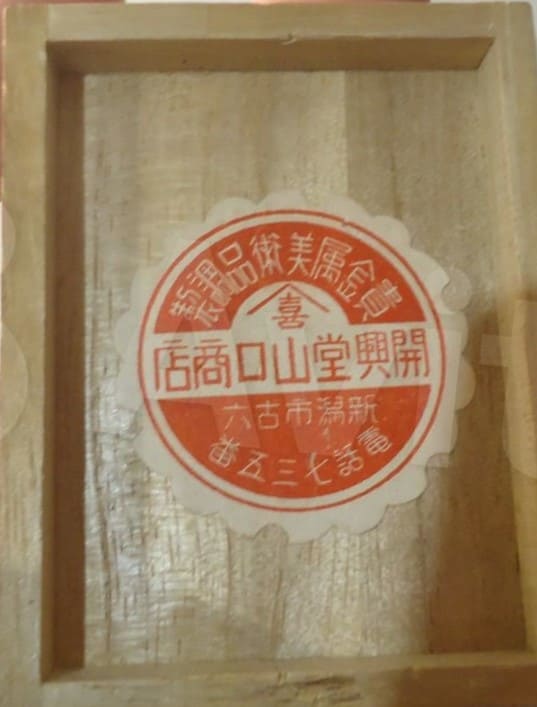 貴金属美術品調製
喜
開興堂山口商店
新潟市古六
電話七三五番